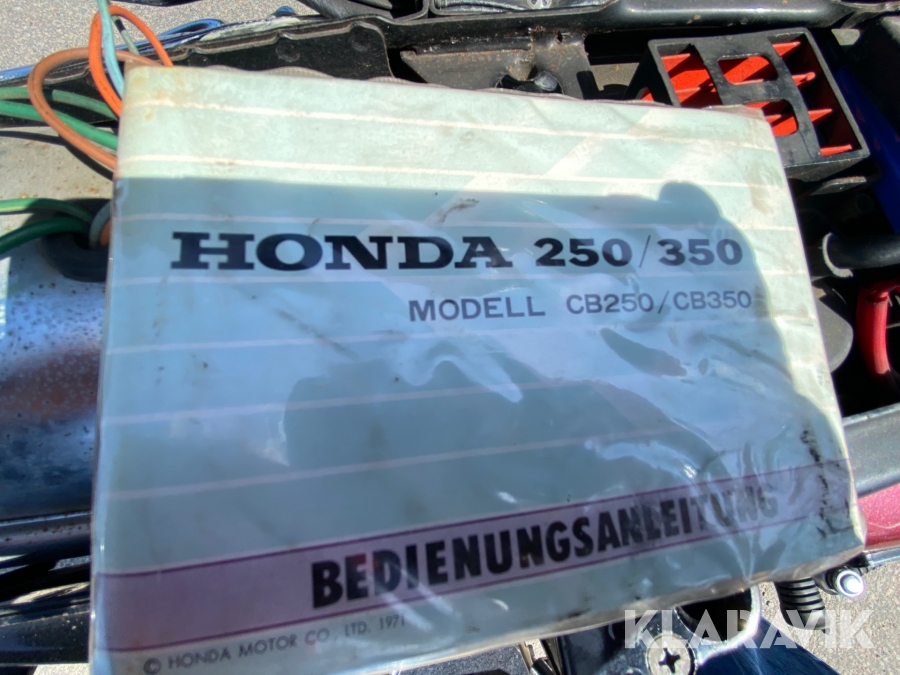 HONDA 250/350
MODELL CB250/CB350
BEDIENUNGSANLEITUNG
© HONDA MOTOR CO., LTD. 1971
KLARAVIK